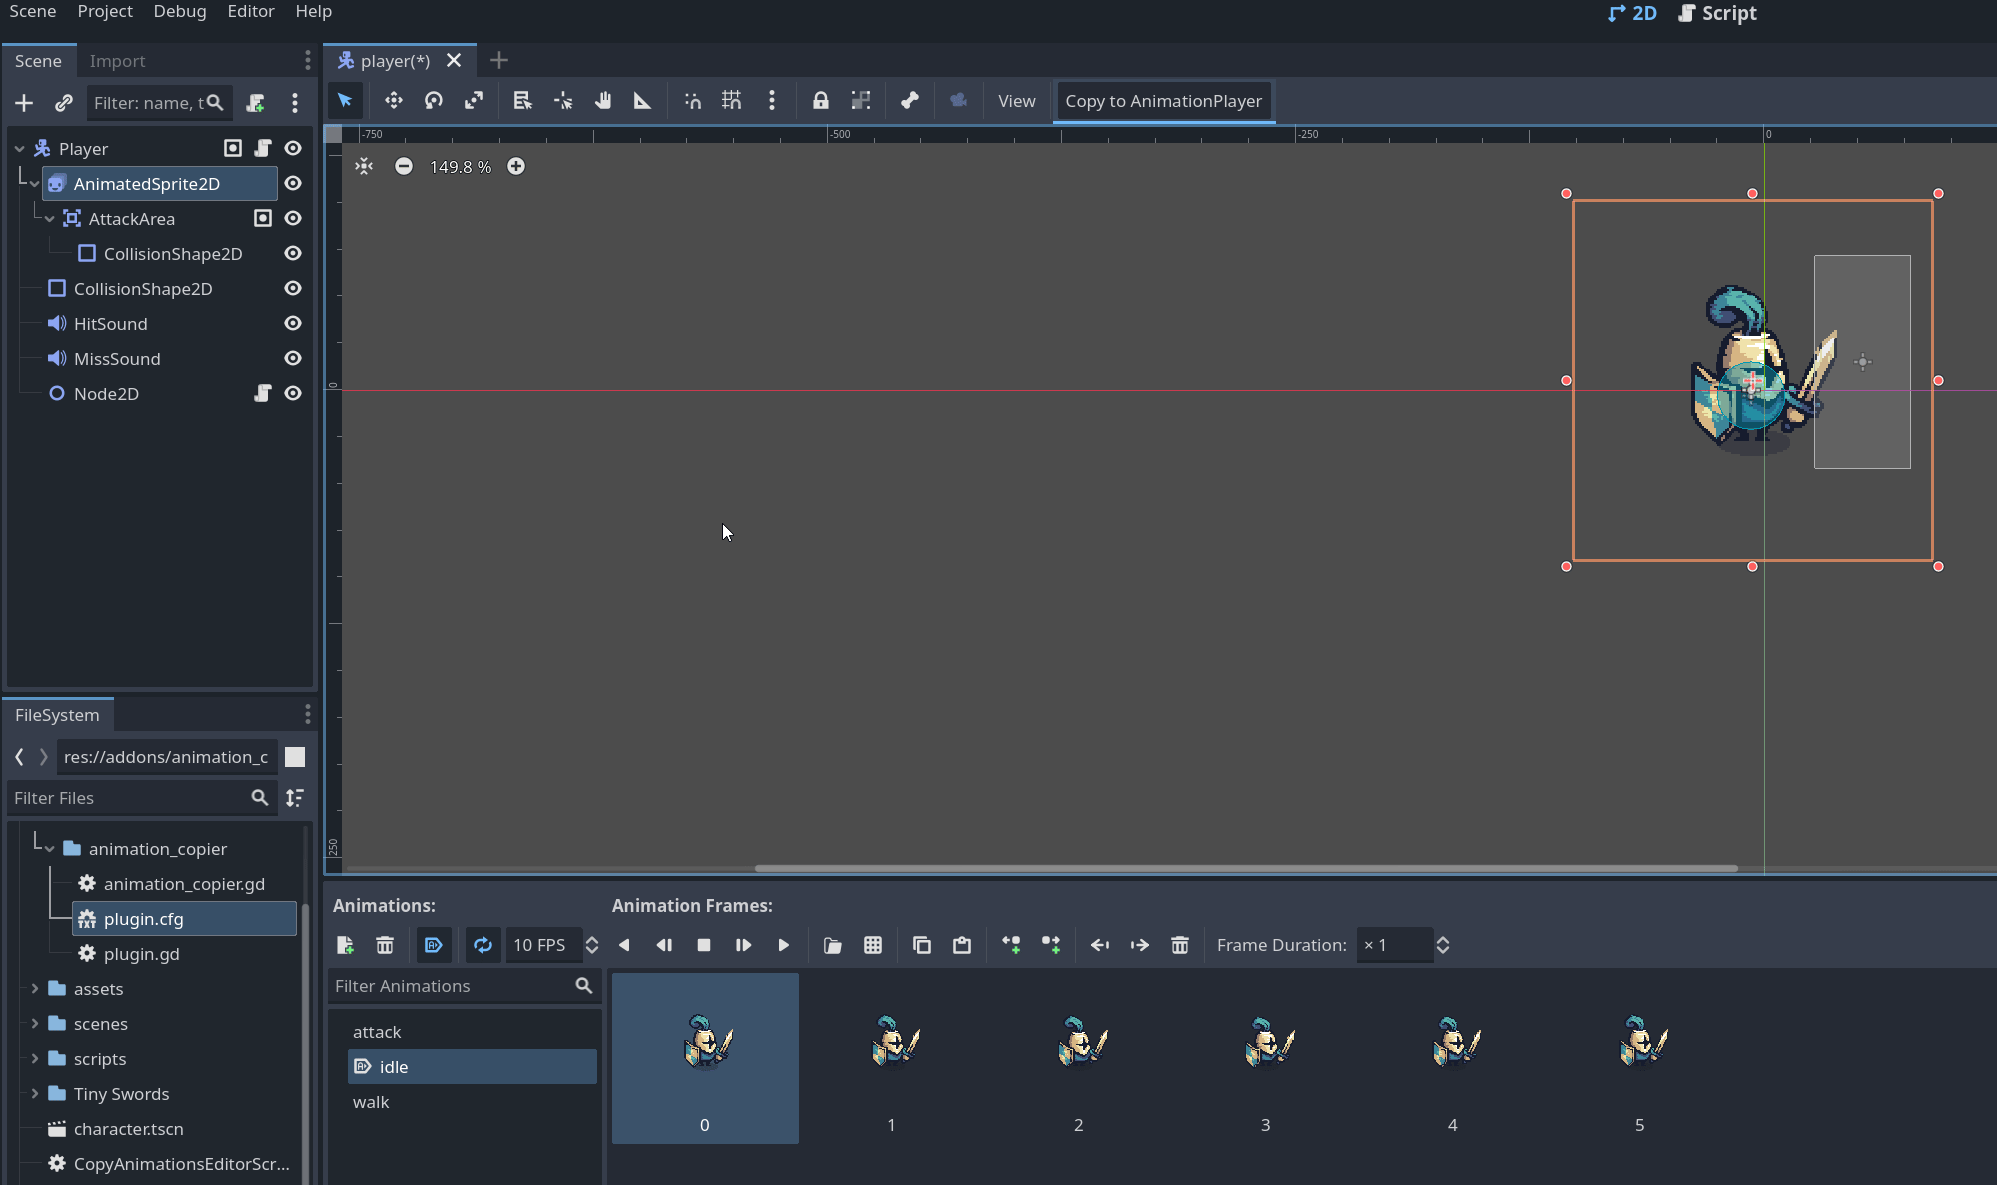 Scene Project Debug Editor Help
2D Script
Scene Import
Filter: name, t
Player
AnimatedSprite2D
AttackArea
CollisionShape2D
CollisionShape2D
HitSound
MissSound
Node2D
FileSystem
res://addons/animation_c
Filter Files
animation_copier
animation_copier.gd
plugin.cfg
plugin.gd
assets
scenes
scripts
Tiny Swords
character.tscn
CopyAnimationsEditorScr...
player(*)
View Copy to AnimationPlayer
-750 -500 -250 0
149.8 %
0
250
Animations: Animation Frames:
10 FPS Frame Duration: × 1
Filter Animations
attack
idle
walk
0 1 2 3 4 5